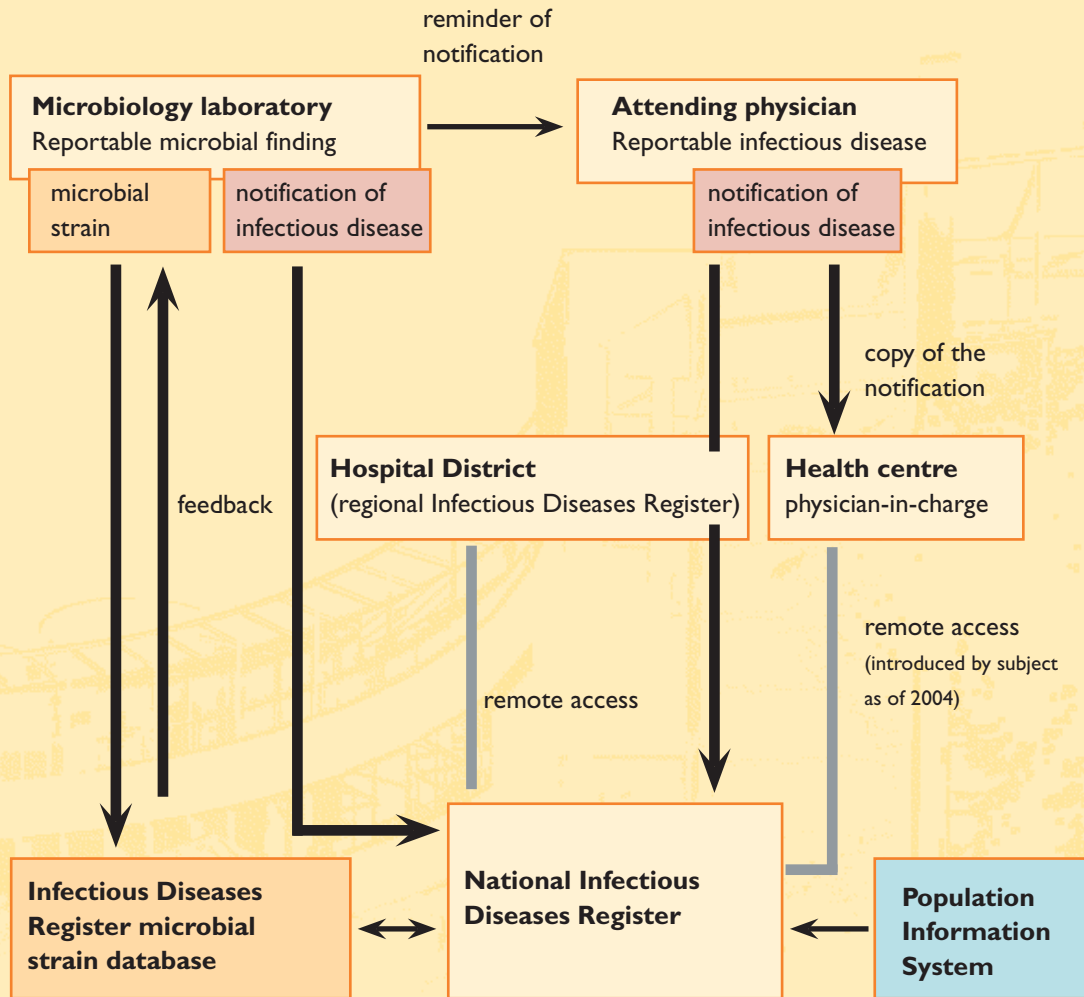 reminder of
notification
Microbiology laboratory
Reportable microbial finding
Attending physician
Reportable infectious disease
microbial
strain
notification of
infectious disease
notification of
infectious disease
copy of the
notification
Hospital District
(regional Infectious Diseases Register)
Health centre
physician-in-charge
feedback
remote access
(introduced by subject
as of 2004)
remote access
Infectious Diseases
Register microbial
strain database
National Infectious
Diseases Register
Population
Information
System